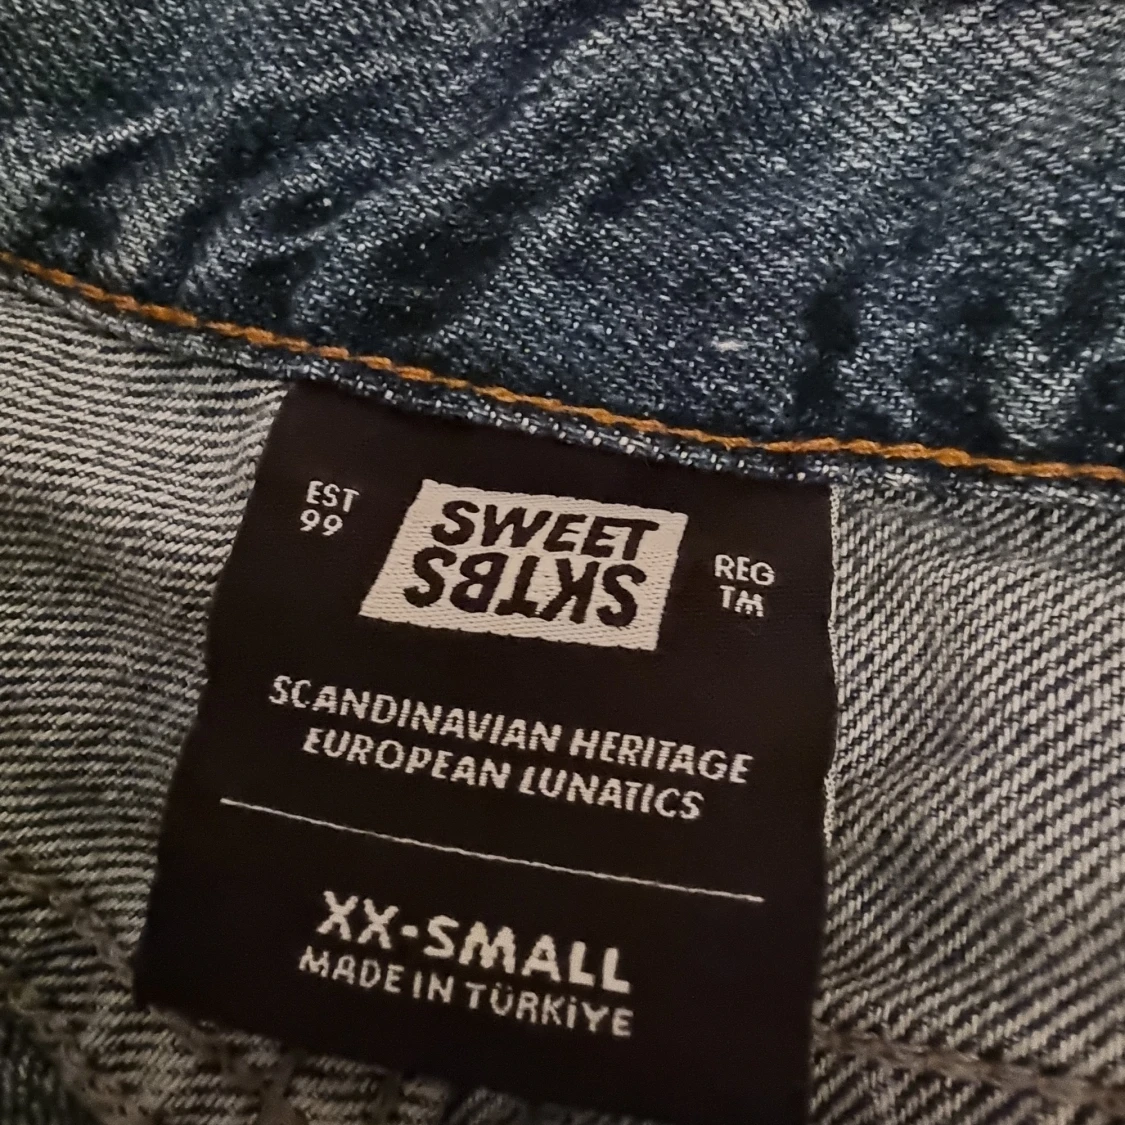 EST
99
SWEET
SKTBS
REG
TM
SCANDINAVIAN HERITAGE
EUROPEAN LUNATICS
XX-SMALL
MADE IN TÜRKİYE